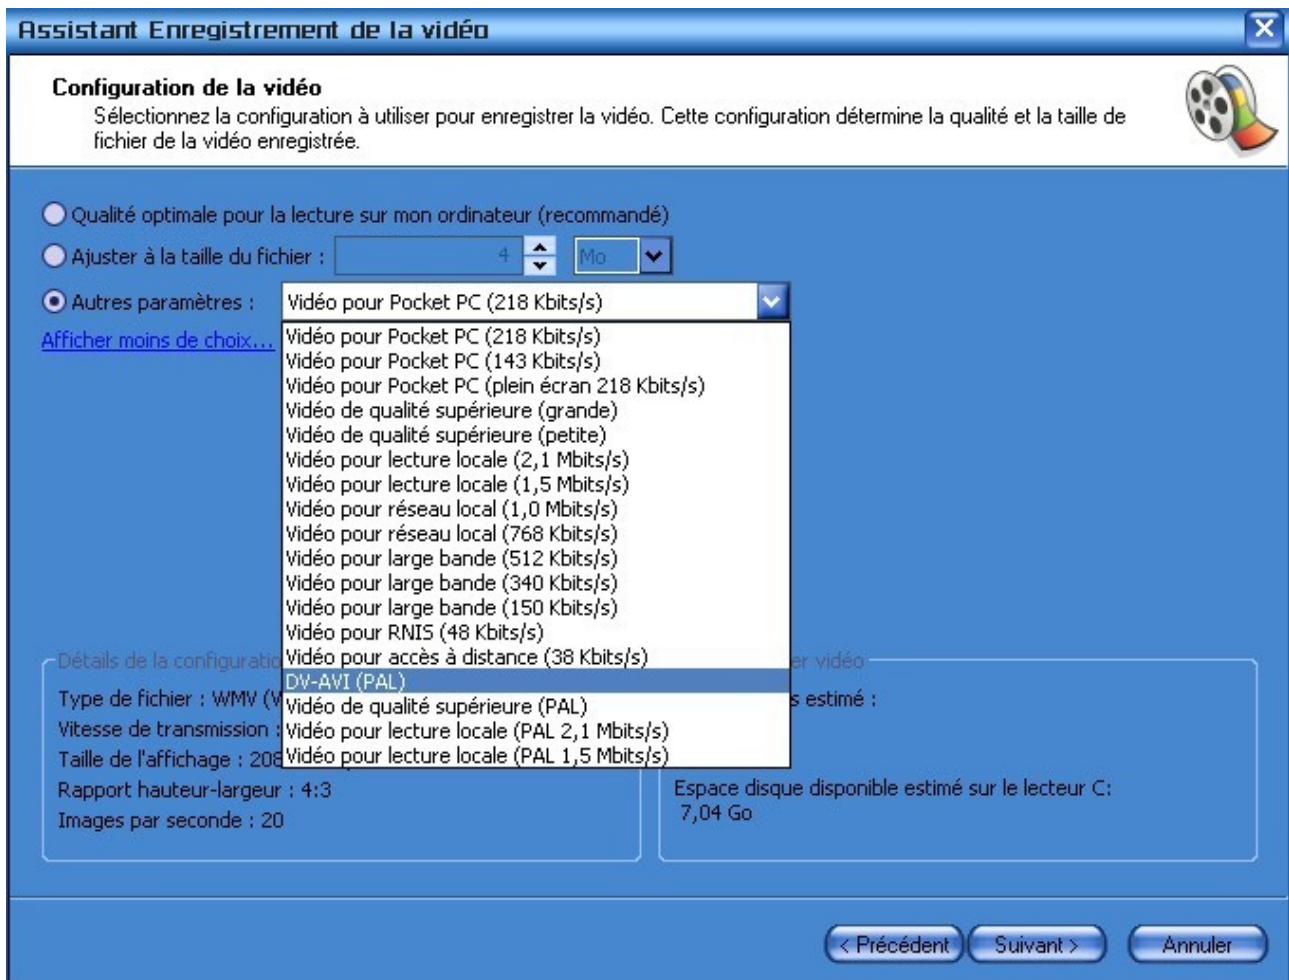 Assistant Enregistrement de la vidéo
Configuration de la vidéo
Sélectionnez la configuration à utiliser pour enregistrer la vidéo. Cette configuration détermine la qualité et la taille de
fichier de la vidéo enregistrée.
Qualité optimale pour la lecture sur mon ordinateur (recommandé)
Ajuster à la taille du fichier : 4 Mo
Autres paramètres : Vidéo pour Pocket PC (218 Kbits/s)
Afficher moins de choix...
Vidéo pour Pocket PC (218 Kbits/s)
Vidéo pour Pocket PC (143 Kbits/s)
Vidéo pour Pocket PC (plein écran 218 Kbits/s)
Vidéo de qualité supérieure (grande)
Vidéo de qualité supérieure (petite)
Vidéo pour lecture locale (2,1 Mbits/s)
Vidéo pour lecture locale (1,5 Mbits/s)
Vidéo pour réseau local (1,0 Mbits/s)
Vidéo pour réseau local (768 Kbits/s)
Vidéo pour large bande (512 Kbits/s)
Vidéo pour large bande (340 Kbits/s)
Vidéo pour large bande (150 Kbits/s)
Vidéo pour RNIS (48 Kbits/s)
Vidéo pour accès à distance (38 Kbits/s)
DV-AVI (PAL)
Vidéo de qualité supérieure (PAL)
Vidéo pour lecture locale (PAL 2,1 Mbits/s)
Vidéo pour lecture locale (PAL 1,5 Mbits/s)
Détails de la configuratio
Type de fichier : WMV (
Vitesse de transmission :
Taille de l'affichage : 208
Rapport hauteur-largeur : 4:3
Images par seconde : 20
er vidéo
s estimé :
Espace disque disponible estimé sur le lecteur C:
7,04 Go
< Précédent
Suivant >
Annuler